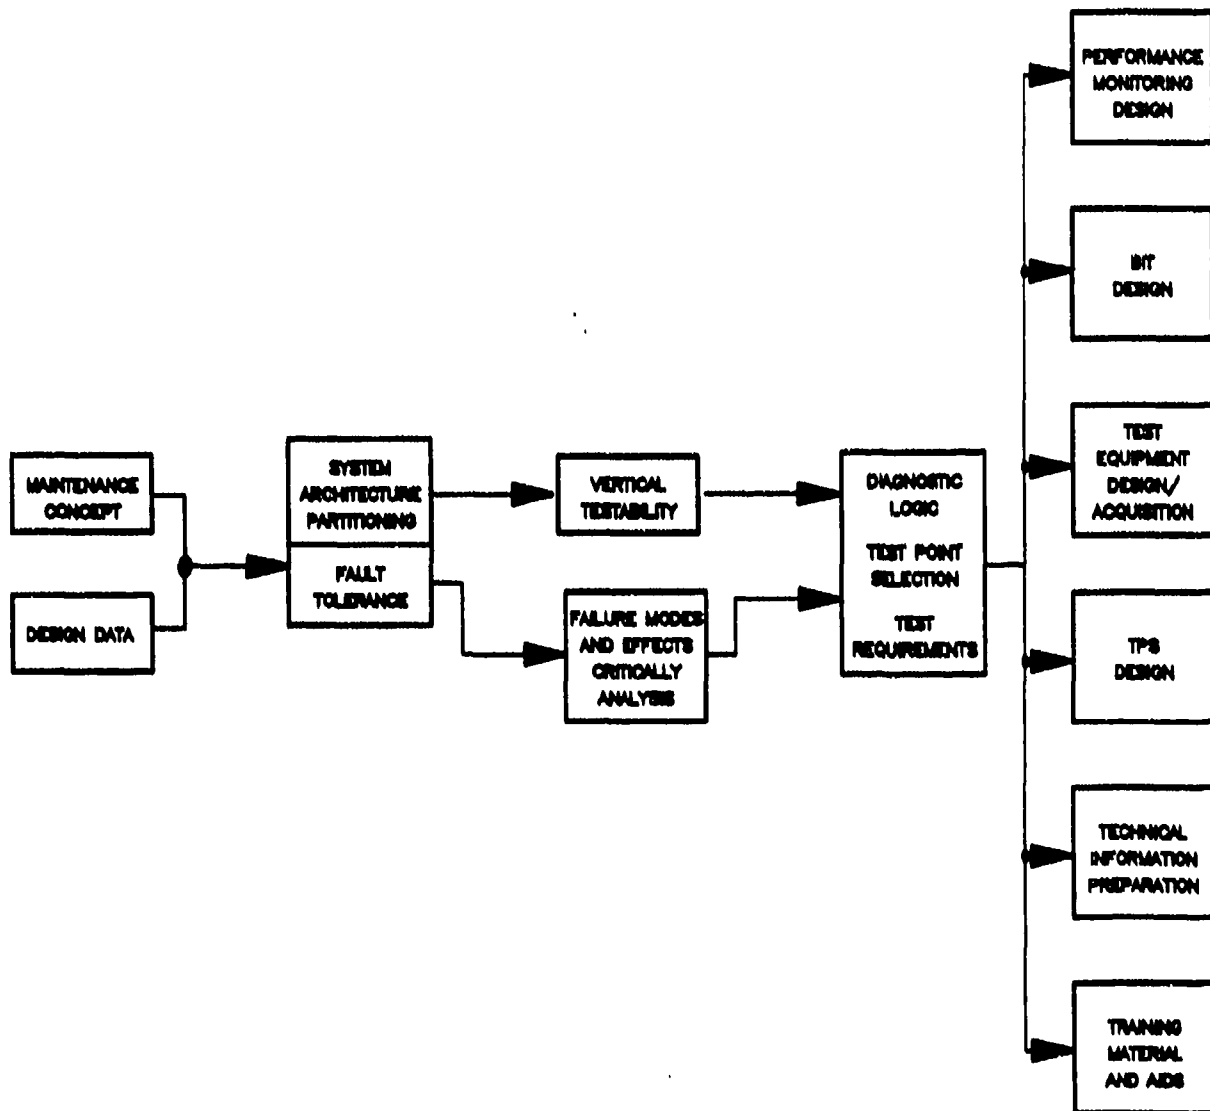 MAINTENANCE
CONCEPT
DESIGN DATA
SYSTEM
ARCHITECTURE
PARTITIONING
FAULT
TOLERANCE
VERTICAL
TESTABILITY
FAILURE MODES
AND EFFECTS
CRITICALLY
ANALYSIS
DIAGNOSTIC
LOGIC
TEST POINT
SELECTION
TEST
REQUIREMENTS
PERFORMANCE
MONITORING
DESIGN
BIT
DESIGN
TEST
EQUIPMENT
DESIGN/
ACQUISITION
TPS
DESIGN
TECHNICAL
INFORMATION
PREPARATION
TRAINING
MATERIAL
AND AIDS